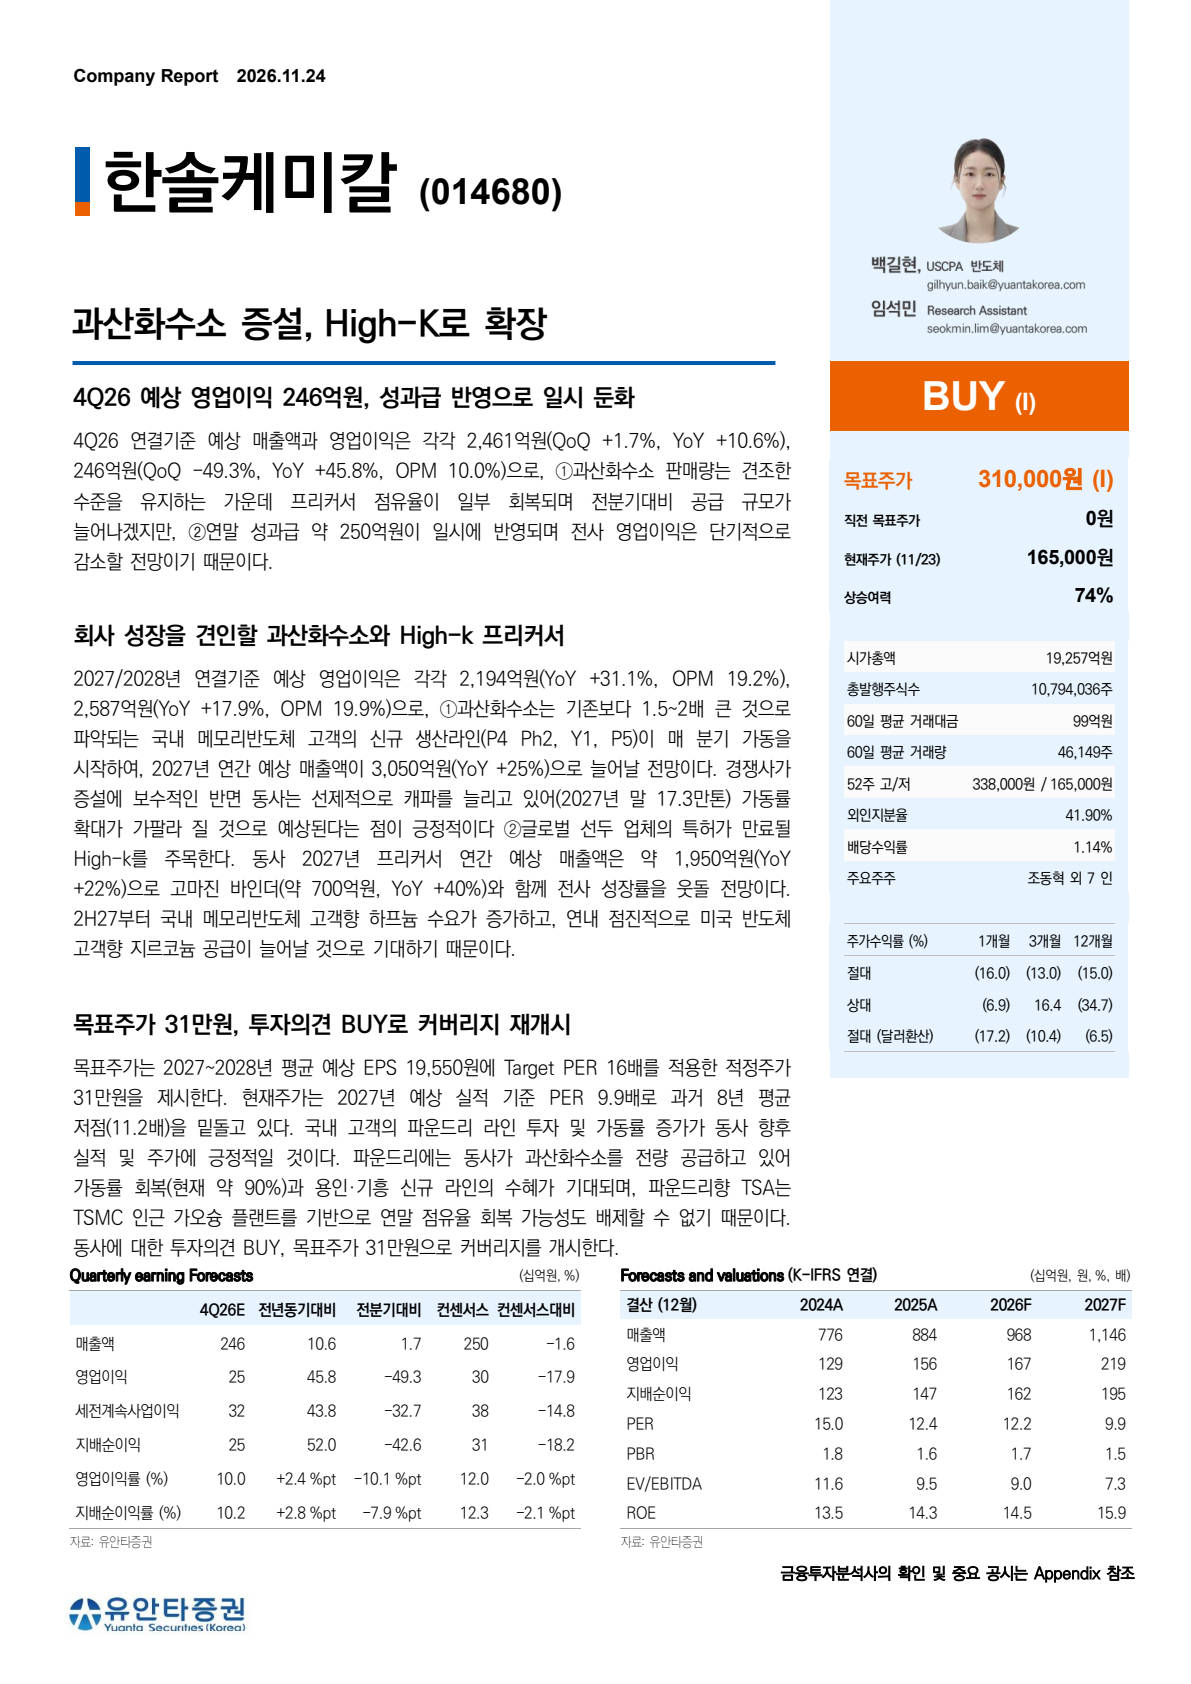 Company Report 2026.11.24
한솔케미칼 (014680)
과산화수소 증설, High-K로 확장
4Q26 예상 영업이익 246억원, 성과급 반영으로 일시 둔화
4Q26 연결기준 예상 매출액과 영업이익은 각각 2,461억원(QoQ +1.7%, YoY +10.6%),
246억원(QoQ -49.3%, YoY +45.8%, OPM 10.0%)으로, ①과산화수소 판매량는 견조한
수준을 유지하는 가운데 프리커서 점유율이 일부 회복되며 전분기대비 공급 규모가
늘어나겠지만, ②연말 성과급 약 250억원이 일시에 반영되며 전사 영업이익은 단기적으로
감소할 전망이기 때문이다.
회사 성장을 견인할 과산화수소와 High-k 프리커서
2027/2028년 연결기준 예상 영업이익은 각각 2,194억원(YoY +31.1%, OPM 19.2%),
2,587억원(YoY +17.9%, OPM 19.9%)으로, ①과산화수소는 기존보다 1.5~2배 큰 것으로
파악되는 국내 메모리반도체 고객의 신규 생산라인(P4 Ph2, Y1, P5)이 매 분기 가동을
시작하여, 2027년 연간 예상 매출액이 3,050억원(YoY +25%)으로 늘어날 전망이다. 경쟁사가
증설에 보수적인 반면 동사는 선제적으로 캐파를 늘리고 있어(2027년 말 17.3만톤) 가동률
확대가 가팔라 질 것으로 예상된다는 점이 긍정적이다 ②글로벌 선두 업체의 특허가 만료될
High-k를 주목한다. 동사 2027년 프리커서 연간 예상 매출액은 약 1,950억원(YoY
+22%)으로 고마진 바인더(약 700억원, YoY +40%)와 함께 전사 성장률을 웃돌 전망이다.
2H27부터 국내 메모리반도체 고객향 하프늄 수요가 증가하고, 연내 점진적으로 미국 반도체
고객향 지르코늄 공급이 늘어날 것으로 기대하기 때문이다.
목표주가 31만원, 투자의견 BUY로 커버리지 재개시
목표주가는 2027~2028년 평균 예상 EPS 19,550원에 Target PER 16배를 적용한 적정주가
31만원을 제시한다. 현재주가는 2027년 예상 실적 기준 PER 9.9배로 과거 8년 평균
저점(11.2배)을 밑돌고 있다. 국내 고객의 파운드리 라인 투자 및 가동률 증가가 동사 향후
실적 및 주가에 긍정적일 것이다. 파운드리에는 동사가 과산화수소를 전량 공급하고 있어
가동률 회복(현재 약 90%)과 용인·기흥 신규 라인의 수혜가 기대되며, 파운드리향 TSA는
TSMC 인근 가오슝 플랜트를 기반으로 연말 점유율 회복 가능성도 배제할 수 없기 때문이다.
동사에 대한 투자의견 BUY, 목표주가 31만원으로 커버리지를 개시한다.
백길현, USCPA 반도체
gilhyun.baik@yuantakorea.com
임석민 Research Assistant
seokmin.lim@yuantakorea.com
BUY (I)
목표주가 310,000원 (I)
직전 목표주가 0원
현재주가 (11/23) 165,000원
상승여력 74%
시가총액 19,257억원
총발행주식수 10,794,036주
60일 평균 거래대금 99억원
60일 평균 거래량 46,149주
52주 고/저 338,000원 / 165,000원
외인지분율 41.90%
배당수익률 1.14%
주요주주 조동혁 외 7 인
주가수익률 (%) 1개월 3개월 12개월
절대 (16.0) (13.0) (15.0)
상대 (6.9) 16.4 (34.7)
절대 (달러환산) (17.2) (10.4) (6.5)
Quarterly earning Forecasts (십억원, %)
4Q26E 전년동기대비 전분기대비 컨센서스 컨센서스대비
매출액 246 10.6 1.7 250 -1.6
영업이익 25 45.8 -49.3 30 -17.9
세전계속사업이익 32 43.8 -32.7 38 -14.8
지배순이익 25 52.0 -42.6 31 -18.2
영업이익률 (%) 10.0 +2.4 %pt -10.1 %pt 12.0 -2.0 %pt
지배순이익률 (%) 10.2 +2.8 %pt -7.9 %pt 12.3 -2.1 %pt
자료: 유안타증권
Forecasts and valuations (K-IFRS 연결) (십억원, 원, %, 배)
결산 (12월) 2024A 2025A 2026F 2027F
매출액 776 884 968 1,146
영업이익 129 156 167 219
지배순이익 123 147 162 195
PER 15.0 12.4 12.2 9.9
PBR 1.8 1.6 1.7 1.5
EV/EBITDA 11.6 9.5 9.0 7.3
ROE 13.5 14.3 14.5 15.9
자료: 유안타증권
금융투자분석사의 확인 및 중요 공시는 Appendix 참조
유안타증권
Yuanta Securities (Korea)